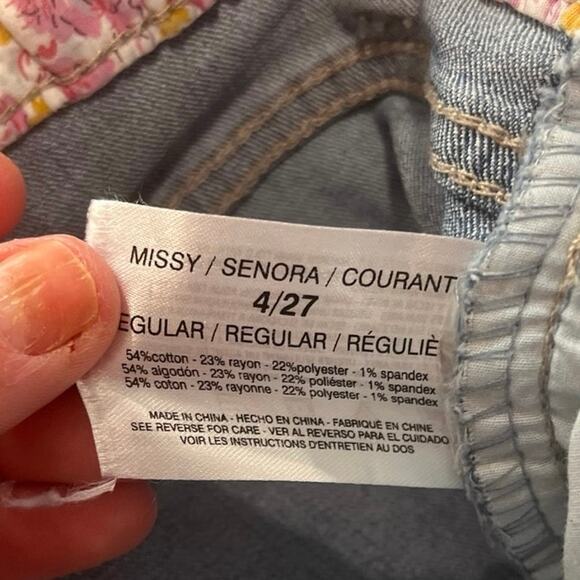 MISSY / SENORA / COURANT
4/27
EGULAR / REGULAR / RÉGULIÈ
54%cotton - 23% rayon - 22%polyester - 1% spandex
54% algodón - 23% rayon - 22% poliéster - 1% spandex
54% coton - 23% rayonne - 22% polyester - 1% spandex
MADE IN CHINA - HECHO EN CHINA - FABRIQUÉ EN CHINE
SEE REVERSE FOR CARE - VER AL REVERSO PARA EL CUIDADO
VOIR LES INSTRUCTIONS D'ENTRETIEN AU DOS